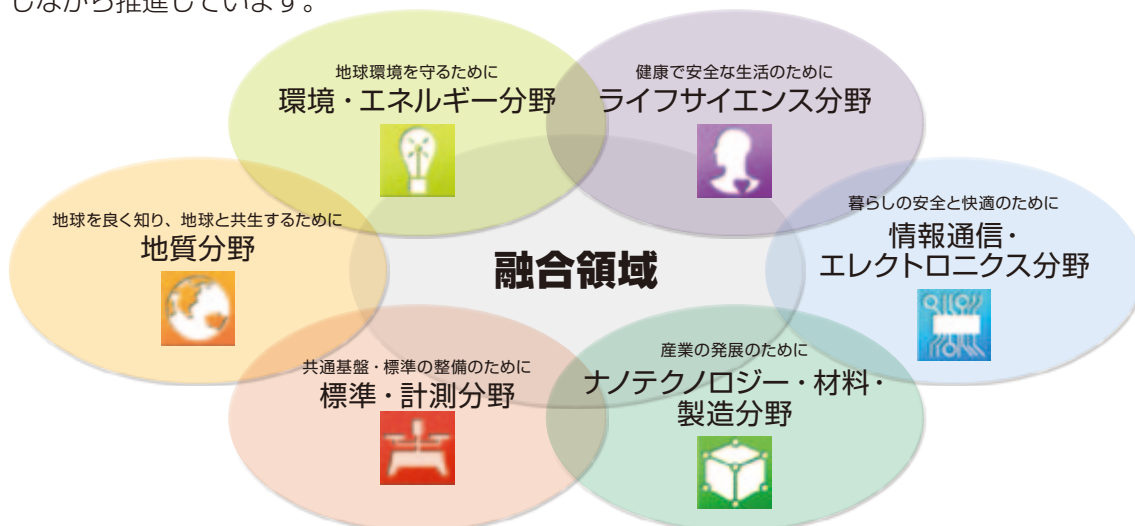 しながら推進しています。
地球環境を守るために
環境・エネルギー分野
健康で安全な生活のために
ライフサイエンス分野
地球を良く知り、地球と共生するために
地質分野
暮らしの安全と快適のために
情報通信・
エレクトロニクス分野
融合領域
共通基盤・標準の整備のために
標準・計測分野
産業の発展のために
ナノテクノロジー・材料・
製造分野